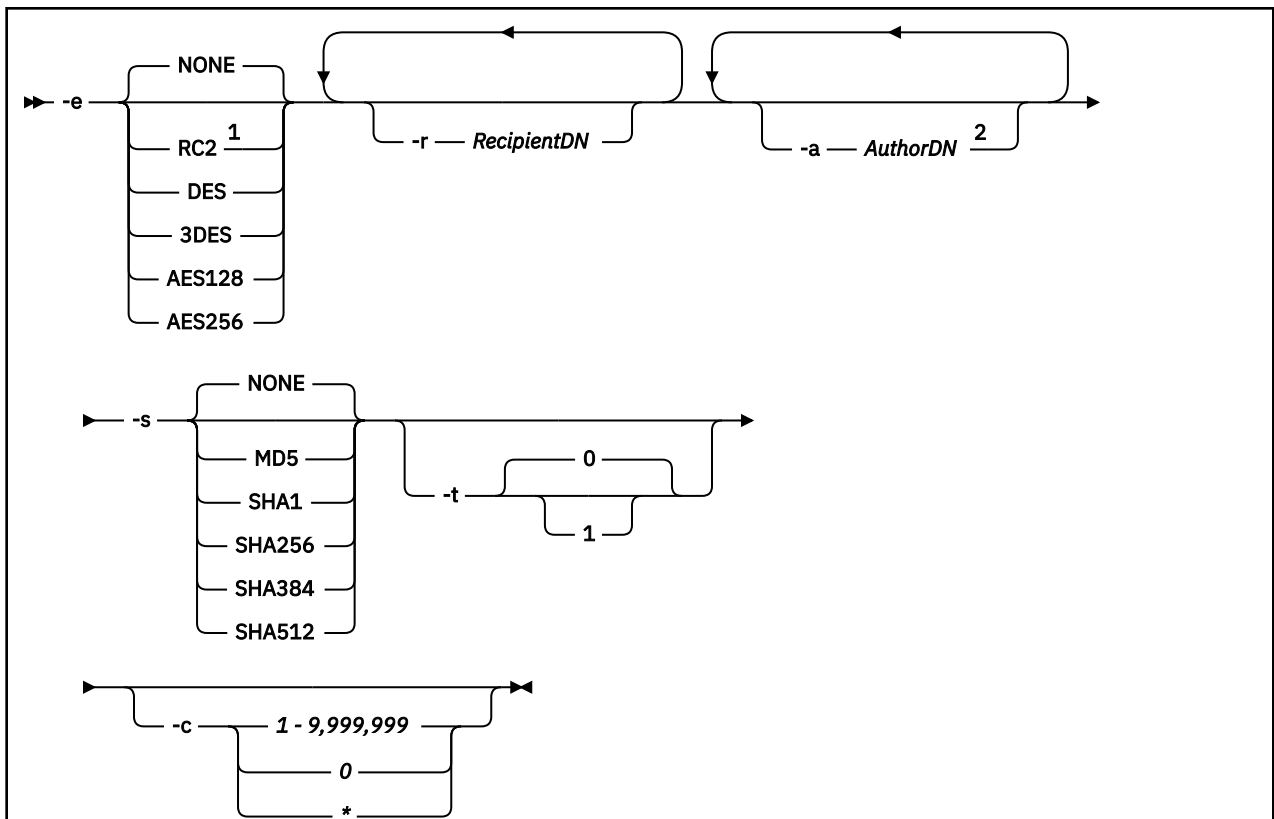 NONE
-e
RC2 1
-r RecipientDN
-a AuthorDN 2
DES
3DES
AES128
AES256
NONE
-s
MD5
0
-t
SHA1
1
SHA256
SHA384
SHA512
-c 1 - 9,999,999
0
*